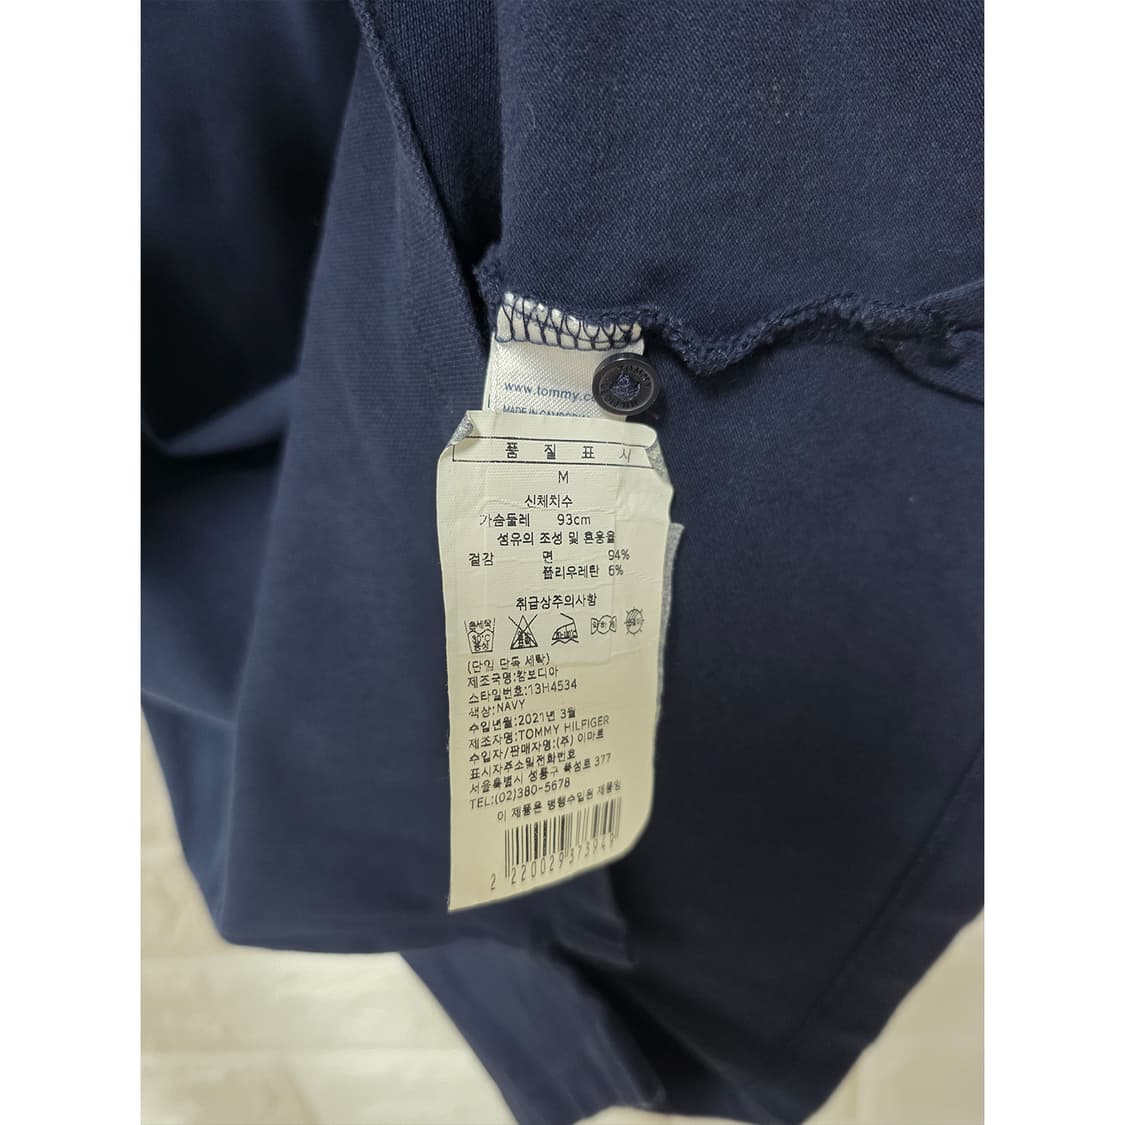 www.tommy.c
MADE IN CAMBOD
품 질 표 시
M
신체치수
가슴둘레 93cm
섬유의 조성 및 혼용율
겉감 면 94%
폴리우레탄 6%
취급상주의사항
(단일 단독 세탁)
제조국명:캄보디아
스타일번호:13H4534
색상:NAVY
수입년월:2021년 3월
제조자명:TOMMY HILFIGER
수입자/판매자명:(주) 이마트
표시자주소및전화번호
서울특별시 성동구 뚝섬로 377
TEL:(02)380-5678
이 제품은 병행수입된 제품임
2 220029373949